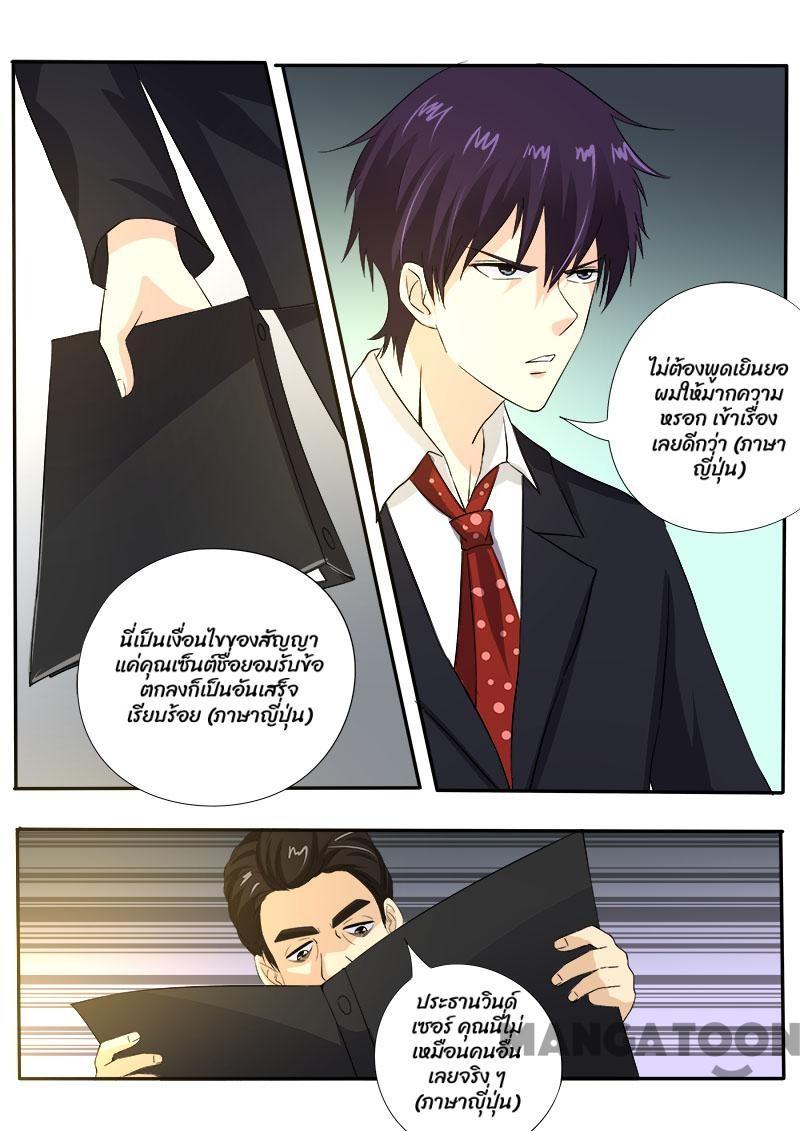 ไม่ต้องพูดเยินยอ
ผมให้มากความ
หรอก เข้าเรื่อง
เลยดีกว่า (ภาษา
ญี่ปุ่น)
นี่เป็นเงื่อนไขของสัญญา
แค่คุณเซ็นต์ชื่อยอมรับข้อ
ตกลงก็เป็นอันเสร็จ
เรียบร้อย (ภาษาญี่ปุ่น)
ประธานวินด์
เซอร์ คุณนี่ไม่
เหมือนคนอื่น
เลยจริง ๆ
(ภาษาญี่ปุ่น)
MANGATOON